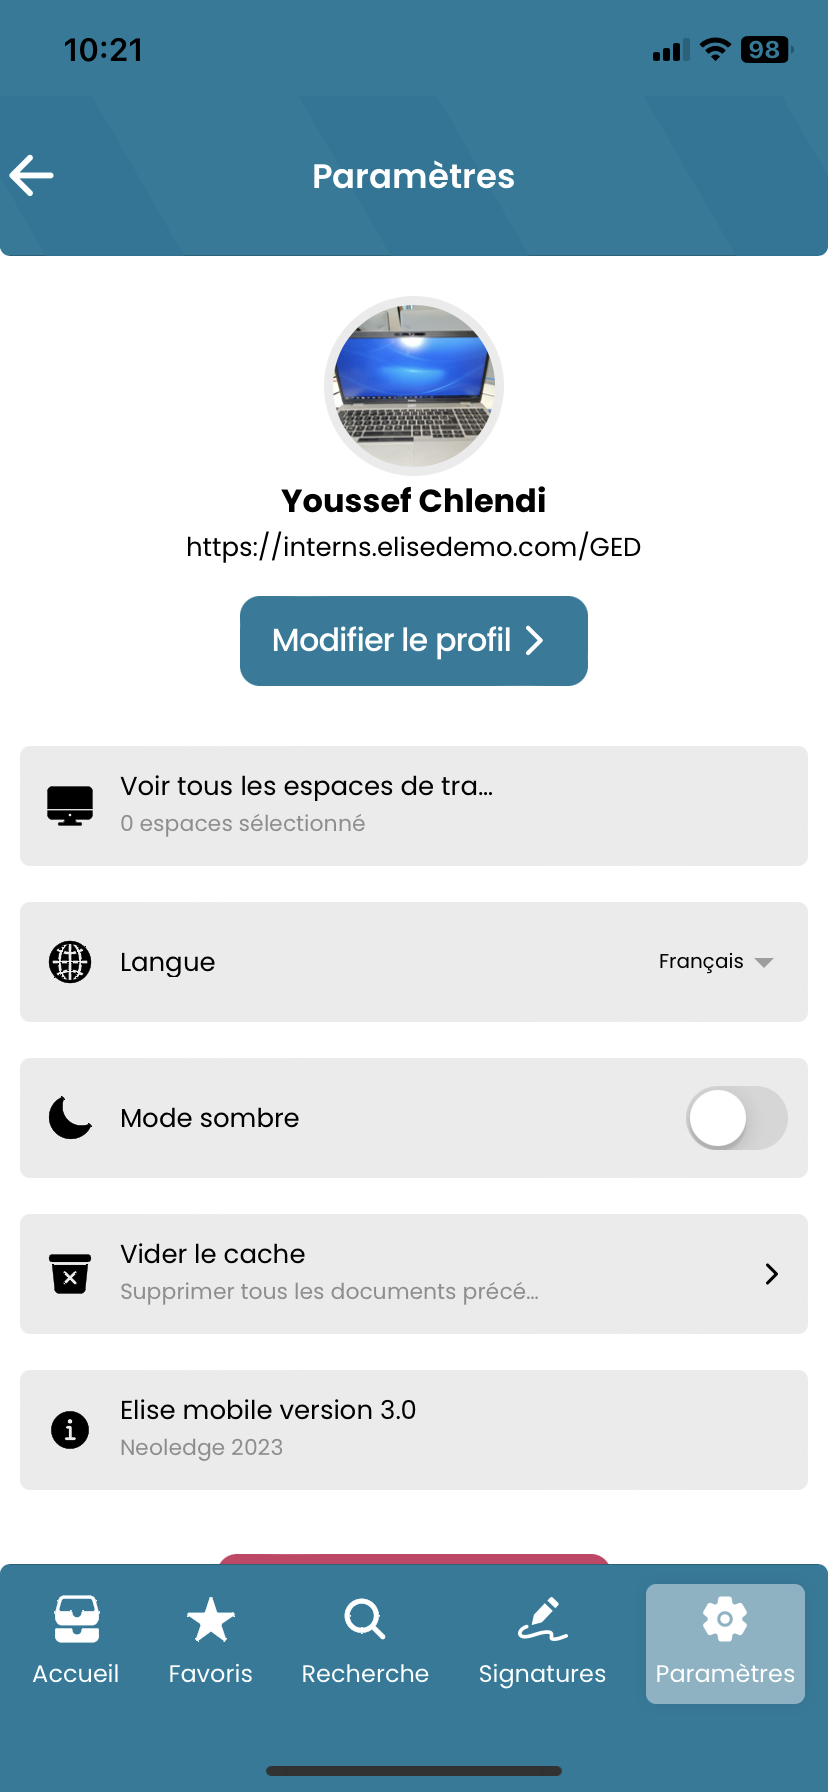 10:21
98
Paramètres
Youssef Chlendi
https://interns.elisedemo.com/GED
Modifier le profil
Voir tous les espaces de tra...
0 espaces sélectionné
Langue
Français
Mode sombre
Vider le cache
Supprimer tous les documents précé...
Elise mobile version 3.0
Neoledge 2023
Accueil
Favoris
Recherche
Signatures
Paramètres